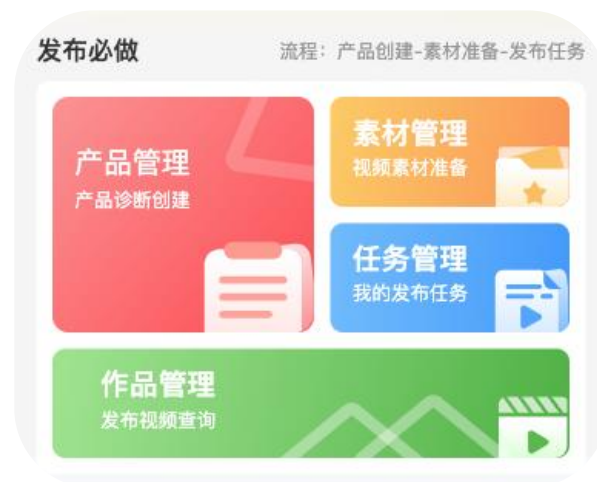 发布必做
流程：产品创建-素材准备-发布任务
产品管理
产品诊断创建
素材管理
视频素材准备
任务管理
我的发布任务
作品管理
发布视频查询